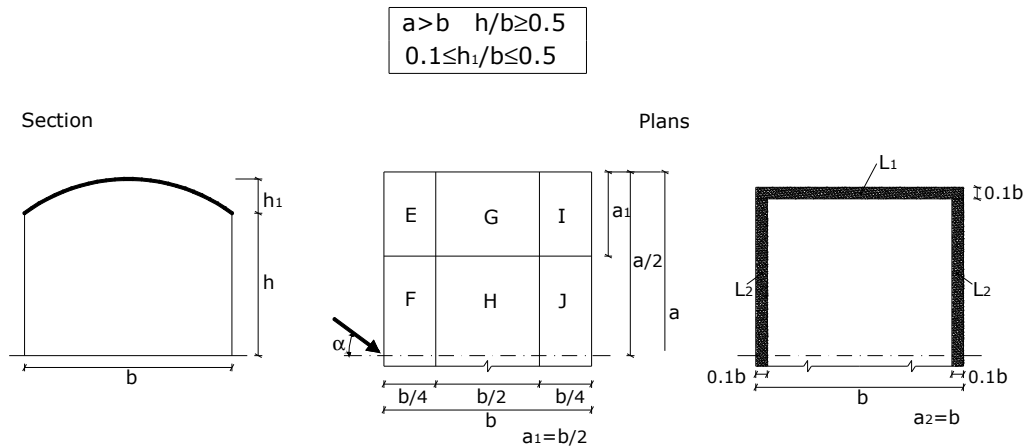 a>b h/b≥0.5
0.1≤h1/b≤0.5
Section
Plans
h1
h
b
E G I
F H J
a1
a/2
a
α
b/4 b/2 b/4
b
a1=b/2
L1
0.1b
L2 L2
0.1b 0.1b
b
a2=b